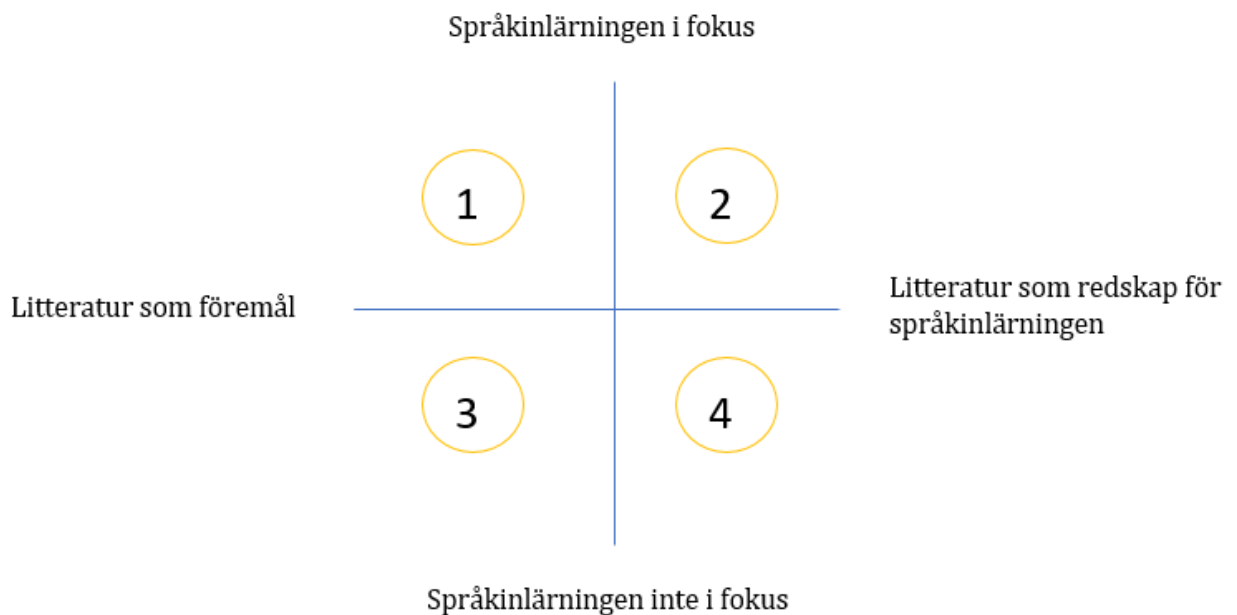 Språkinlärningen i fokus
1
2
Litteratur som föremål
Litteratur som redskap för
språkinlärningen
3
4
Språkinlärningen inte i fokus